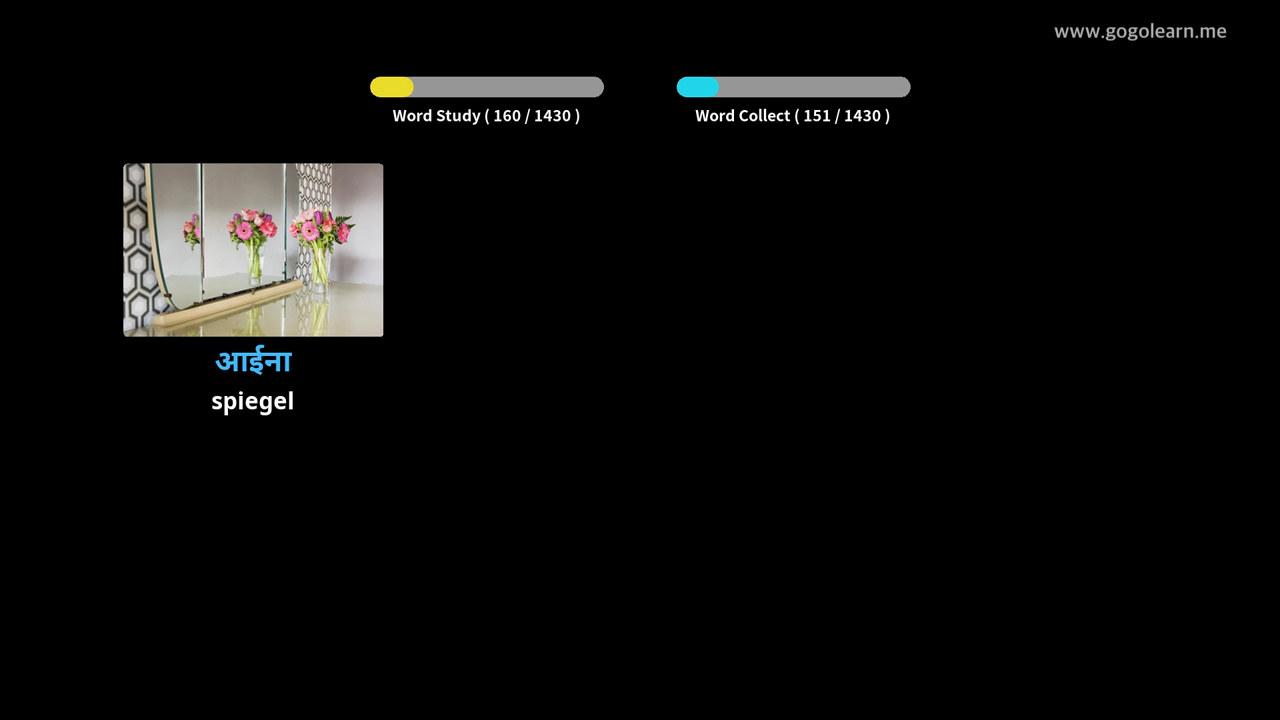 www.gogolearn.me
Word Study ( 160 / 1430 )
Word Collect ( 151 / 1430 )
आईना
spiegel